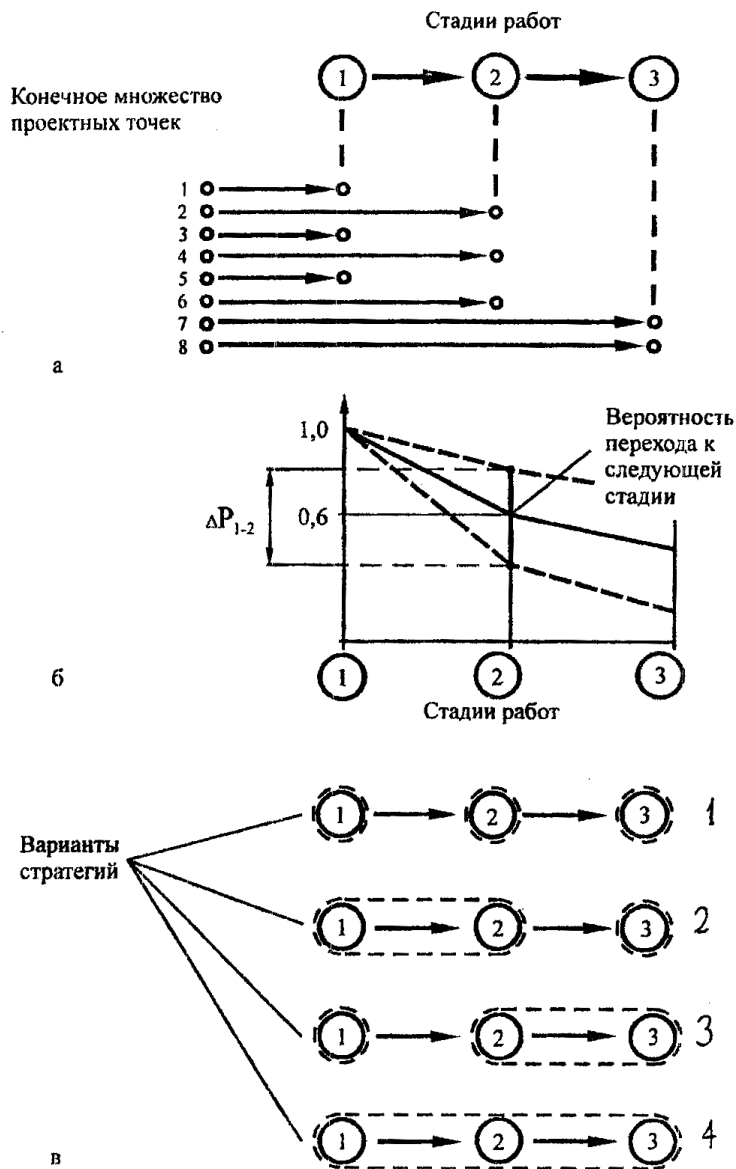 Стадии работ
1 2 3
Конечное множество
проектных точек
1
2
3
4
5
6
7
8
а
1,0
0,6
ΔP1-2
Вероятность
перехода к
следующей
стадии
1 2 3
Стадии работ
б
Варианты
стратегий
1 2 3 1
1 2 3 2
1 2 3 3
1 2 3 4
в